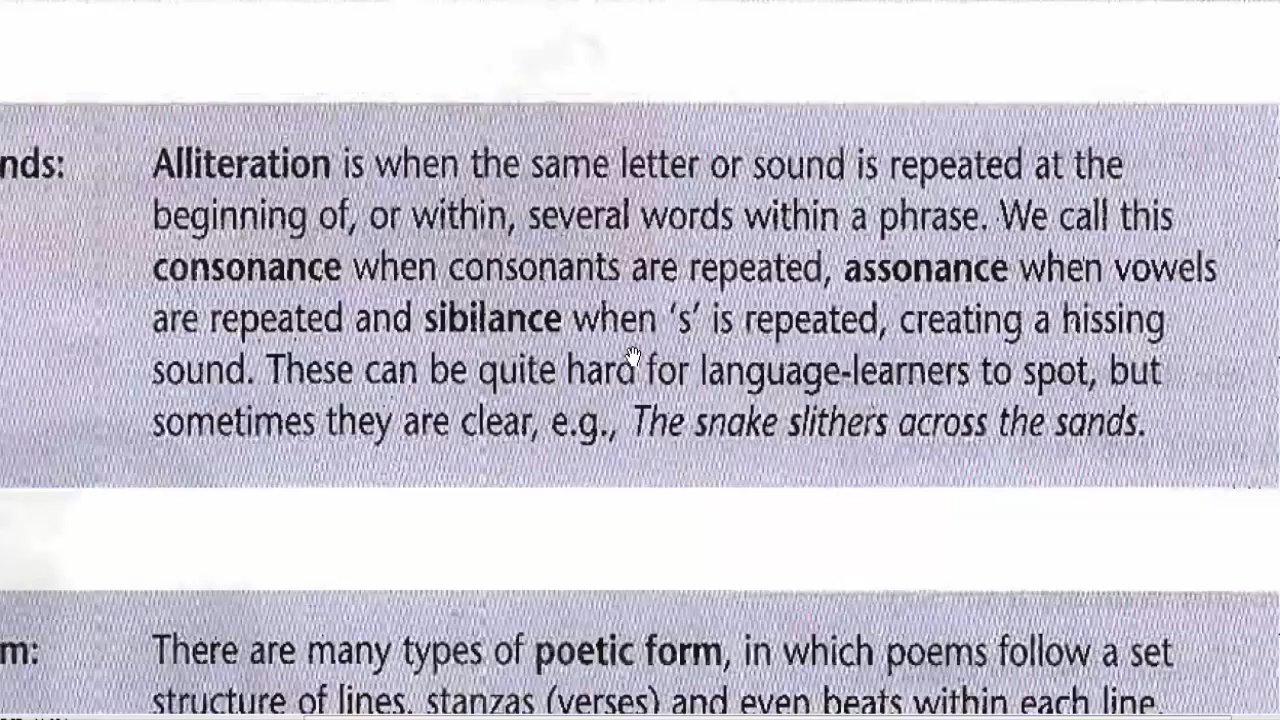 nds: Alliteration is when the same letter or sound is repeated at the
beginning of, or within, several words within a phrase. We call this
consonance when consonants are repeated, assonance when vowels
are repeated and sibilance when ‘s’ is repeated, creating a hissing
sound. These can be quite hard for language-learners to spot, but
sometimes they are clear, e.g., The snake slithers across the sands.
m: There are many types of poetic form, in which poems follow a set
structure of lines, stanzas (verses) and even beats within each line.